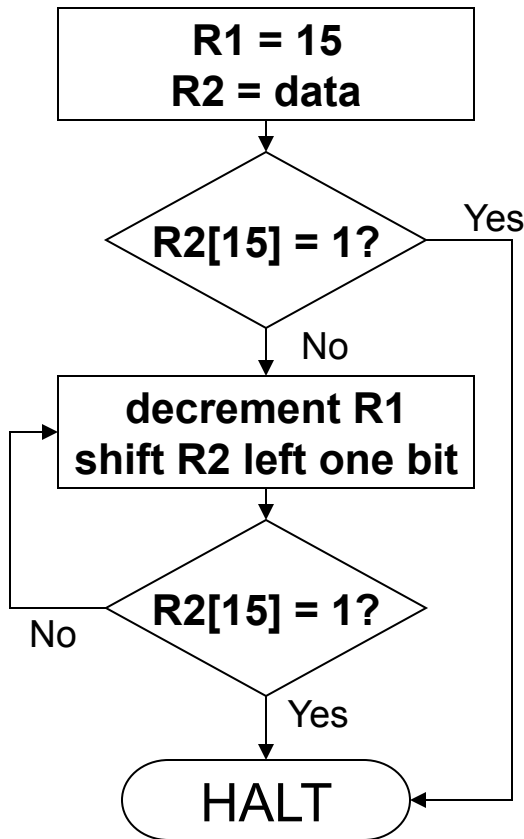 R1 = 15
R2 = data
R2[15] = 1?
Yes
No
decrement R1
shift R2 left one bit
R2[15] = 1?
No
Yes
HALT